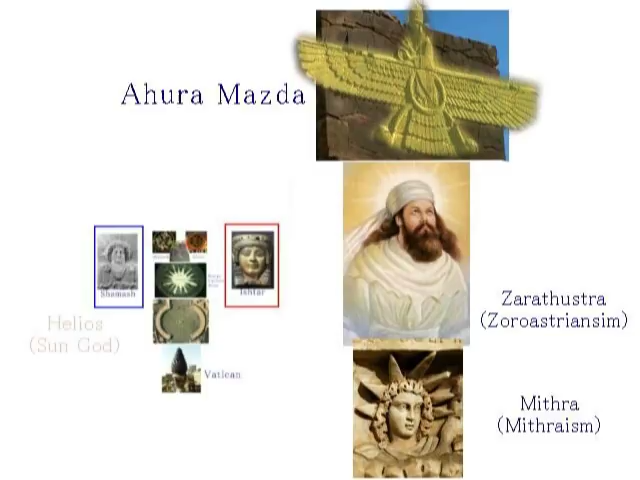 Ahura Mazda
Shamash
Ishtar
Helios
(Sun God)
Vatican
Zarathustra
(Zoroastriansim)
Mithra
(Mithraism)